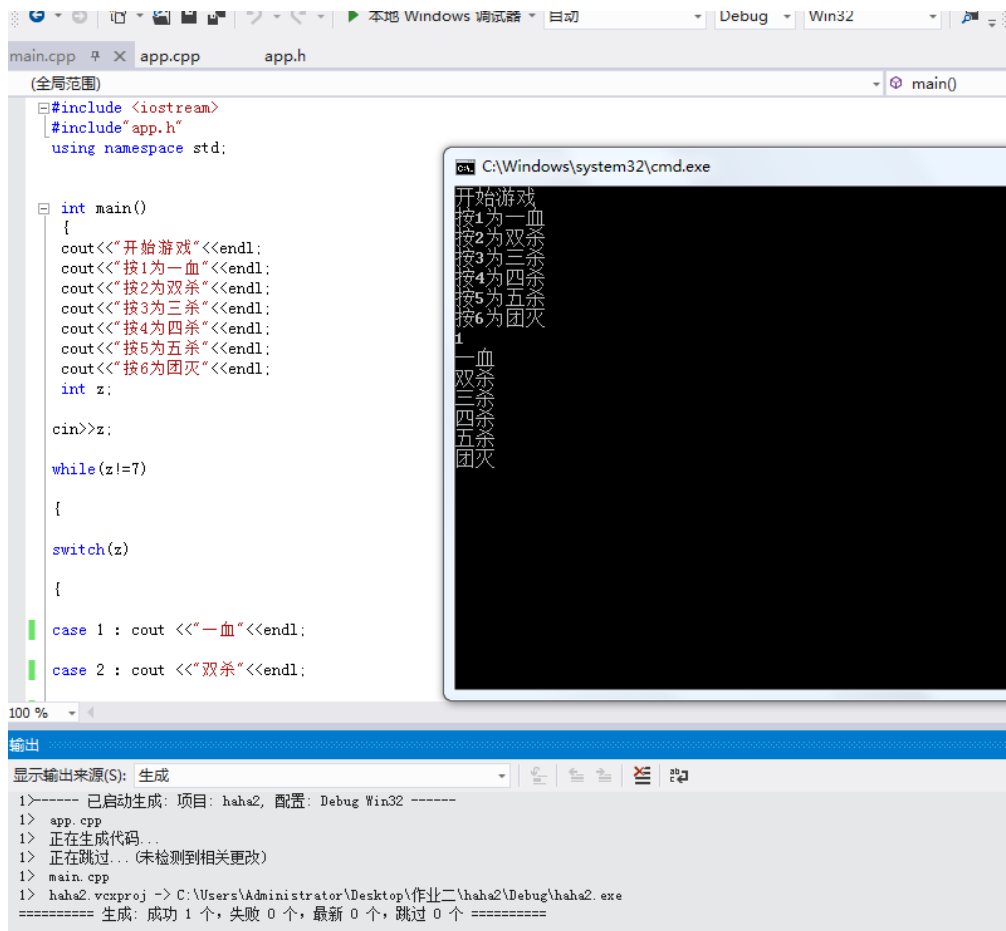 本地 Windows 调试器 自动 Debug Win32
main.cpp app.cpp app.h
(全局范围) main()
#include <iostream>
#include"app.h"
using namespace std;
int main()
{
cout<<"开始游戏"<<endl;
cout<<"按1为一血"<<endl;
cout<<"按2为双杀"<<endl;
cout<<"按3为三杀"<<endl;
cout<<"按4为四杀"<<endl;
cout<<"按5为五杀"<<endl;
cout<<"按6为团灭"<<endl;
int z;
cin>>z;
while(z!=7)
{
switch(z)
{
case 1 : cout <<"一血"<<endl;
case 2 : cout <<"双杀"<<endl;
100 %
C:\Windows\system32\cmd.exe
开始游戏
按1为一血
按2为双杀
按3为三杀
按4为四杀
按5为五杀
按6为团灭
1
一血
双杀
三杀
四杀
五杀
团灭
输出
显示输出来源(S): 生成
1>------ 已启动生成: 项目: haha2, 配置: Debug Win32 ------
1> app.cpp
1> 正在生成代码...
1> 正在跳过... (未检测到相关更改)
1> main.cpp
1> haha2.vcxproj -> C:\Users\Administrator\Desktop\作业二\haha2\Debug\haha2.exe
========== 生成: 成功 1 个，失败 0 个，最新 0 个，跳过 0 个 ==========